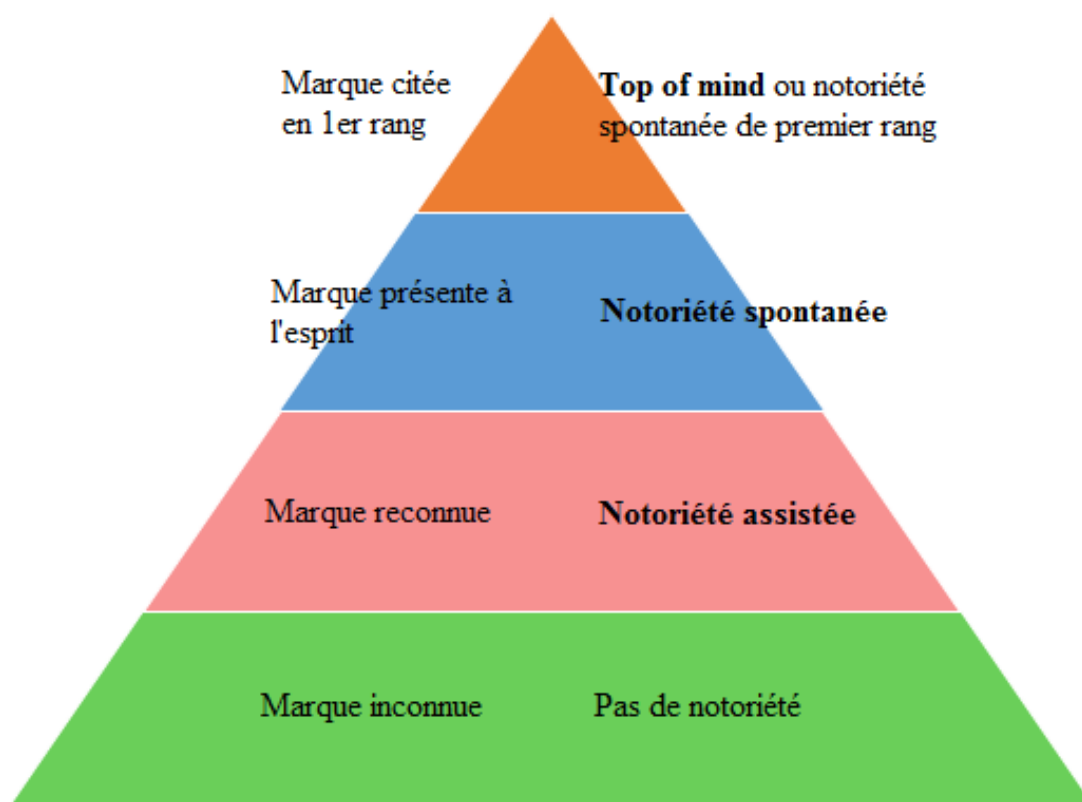 Marque citée
en 1er rang
Top of mind ou notoriété
spontanée de premier rang
Marque présente à
l'esprit
Notoriété spontanée
Marque reconnue
Notoriété assistée
Marque inconnue
Pas de notoriété